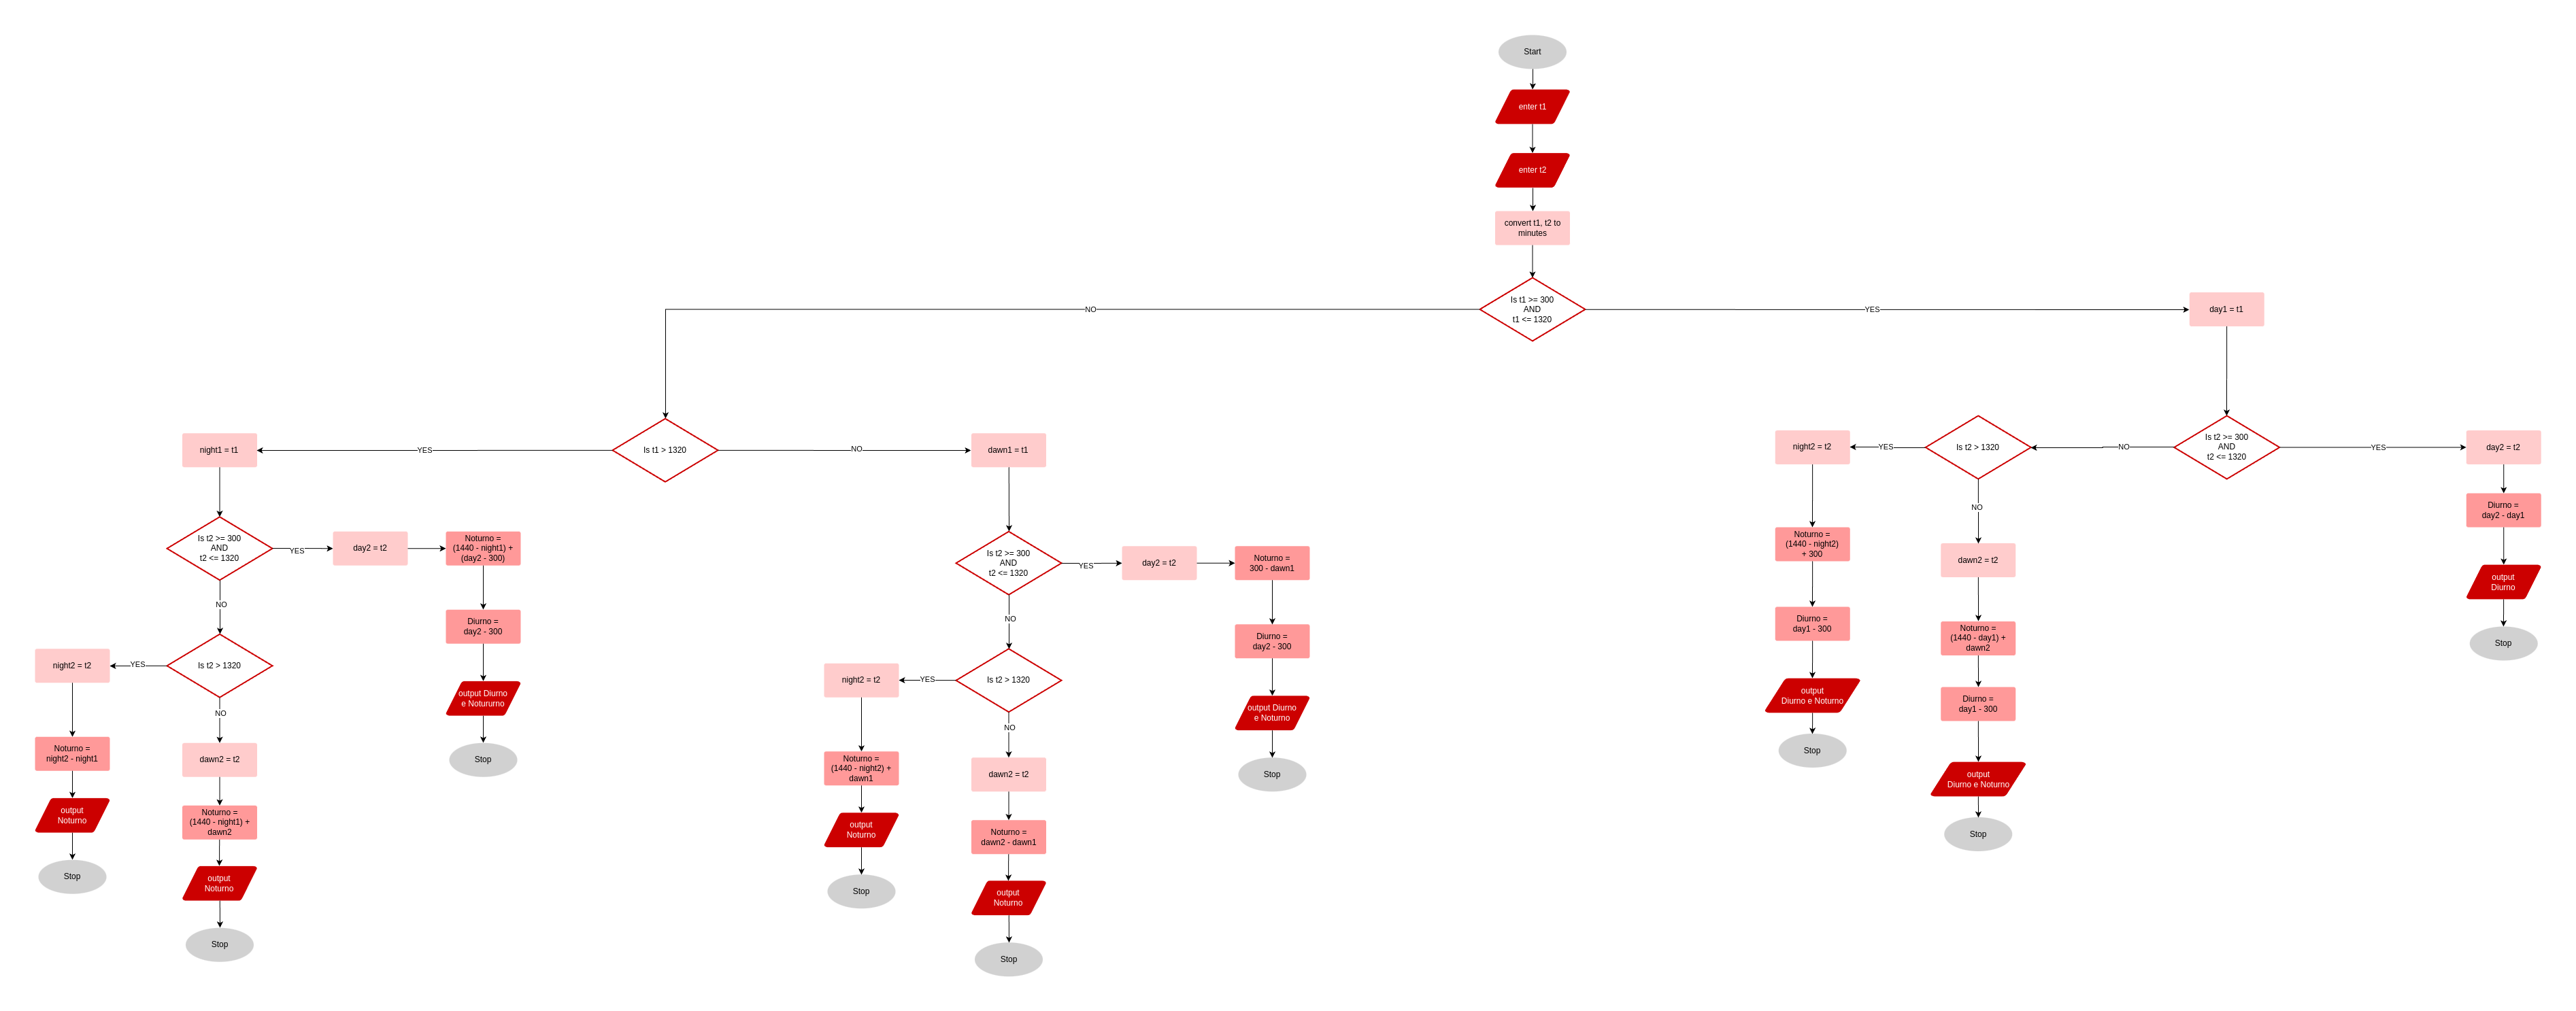 Start
enter t1
enter t2
convert t1, t2 to
minutes
Is t1 >= 300
AND
t1 <= 1320
NO
YES
day1 = t1
night1 = t1
YES
Is t1 > 1320
NO
dawn1 = t1
night2 = t2
YES
Is t2 > 1320
NO
Is t2 >= 300
AND
t2 <= 1320
YES
day2 = t2
NO
Diurno =
day2 - day1
output
Diurno
Stop
Is t2 >= 300
AND
t2 <= 1320
YES
day2 = t2
Noturno =
(1440 - night1) +
(day2 - 300)
NO
Diurno =
day2 - 300
output Diurno
e Notururno
Stop
night2 = t2
YES
Is t2 > 1320
NO
Noturno =
night2 - night1
output
Noturno
Stop
dawn2 = t2
Noturno =
(1440 - night1) +
dawn2
output
Noturno
Stop
Is t2 >= 300
AND
t2 <= 1320
YES
day2 = t2
Noturno =
300 - dawn1
NO
Diurno =
day2 - 300
output Diurno
e Noturno
Stop
night2 = t2
YES
Is t2 > 1320
NO
Noturno =
(1440 - night2) +
dawn1
output
Noturno
Stop
dawn2 = t2
Noturno =
dawn2 - dawn1
output
Noturno
Stop
Noturno =
(1440 - night2)
+ 300
Diurno =
day1 - 300
output
Diurno e Noturno
Stop
dawn2 = t2
Noturno =
(1440 - day1) +
dawn2
Diurno =
day1 - 300
output
Diurno e Noturno
Stop